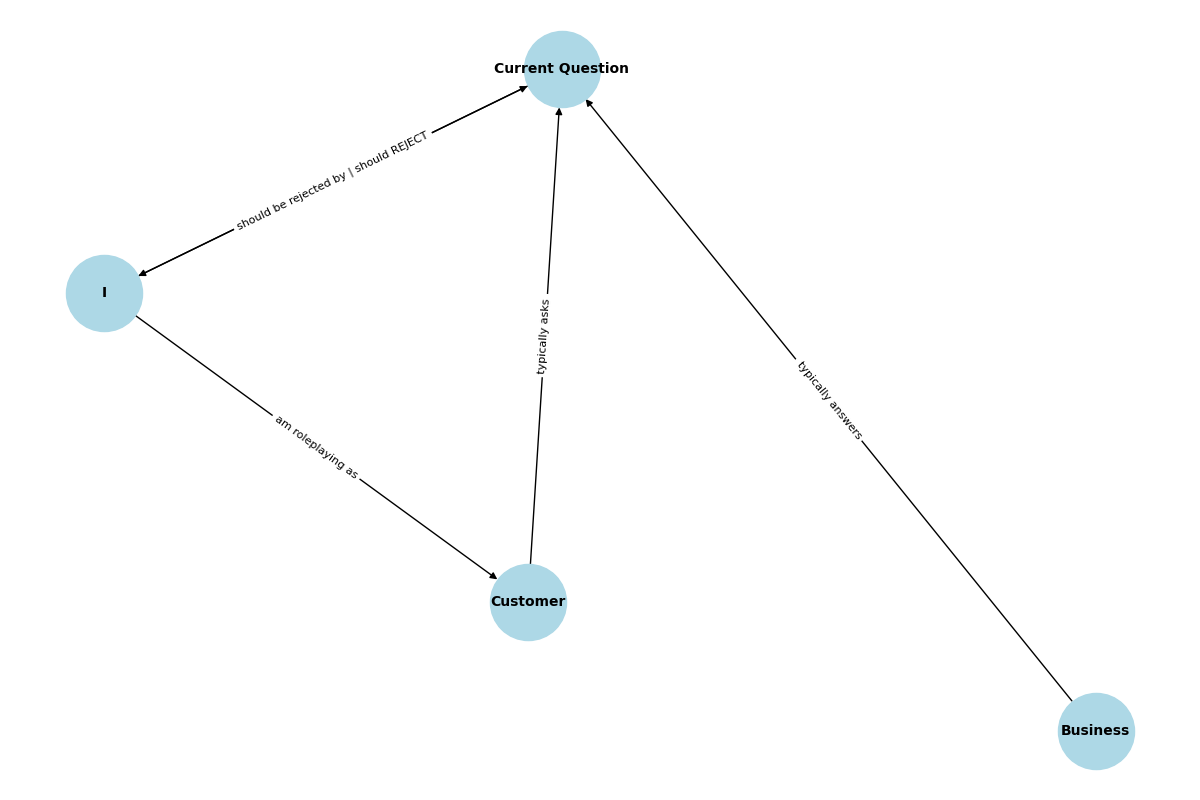 Current Question
should be rejected by | should REJECT
I
typically asks
typically answers
am roleplaying as
Customer
Business